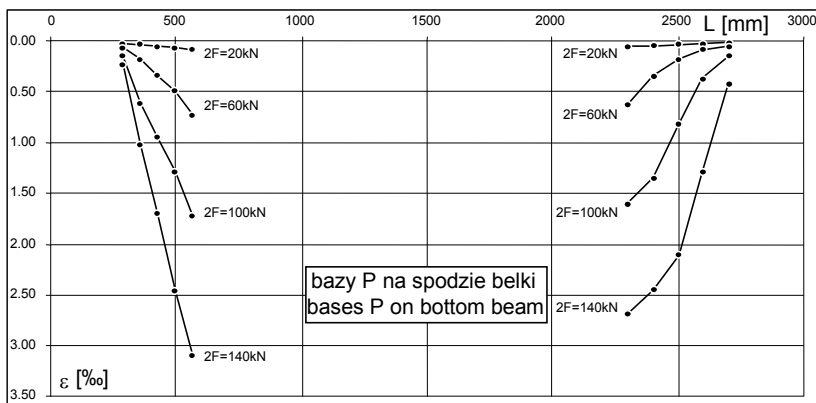 0 500 1000 1500 2000 2500 L [mm] 3000
0.00
0.50
1.00
1.50
2.00
2.50
3.00
3.50
2F=20kN
2F=60kN
2F=100kN
2F=140kN
2F=20kN
2F=60kN
2F=100kN
2F=140kN
bazy P na spodzie belki
bases P on bottom beam
ε [‰]